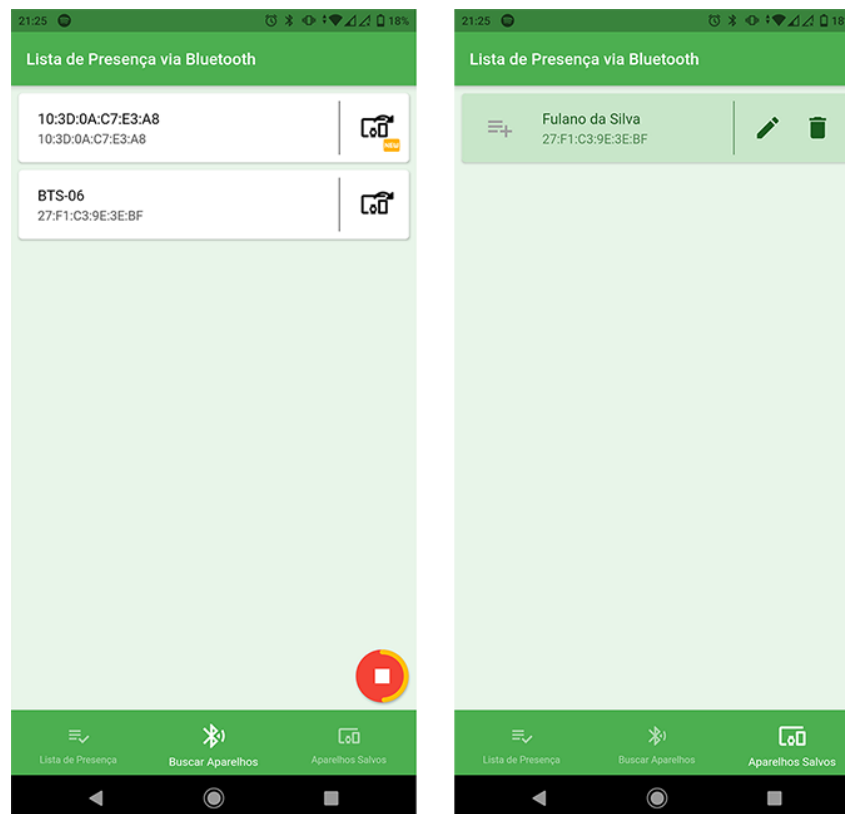 21:25
18%
Lista de Presença via Bluetooth
10:3D:0A:C7:E3:A8
10:3D:0A:C7:E3:A8
NEW
BTS-06
27:F1:C3:9E:3E:BF
Lista de Presença
Buscar Aparelhos
Aparelhos Salvos
21:25
18
Lista de Presença via Bluetooth
Fulano da Silva
27:F1:C3:9E:3E:BF
Lista de Presença
Buscar Aparelhos
Aparelhos Salvos